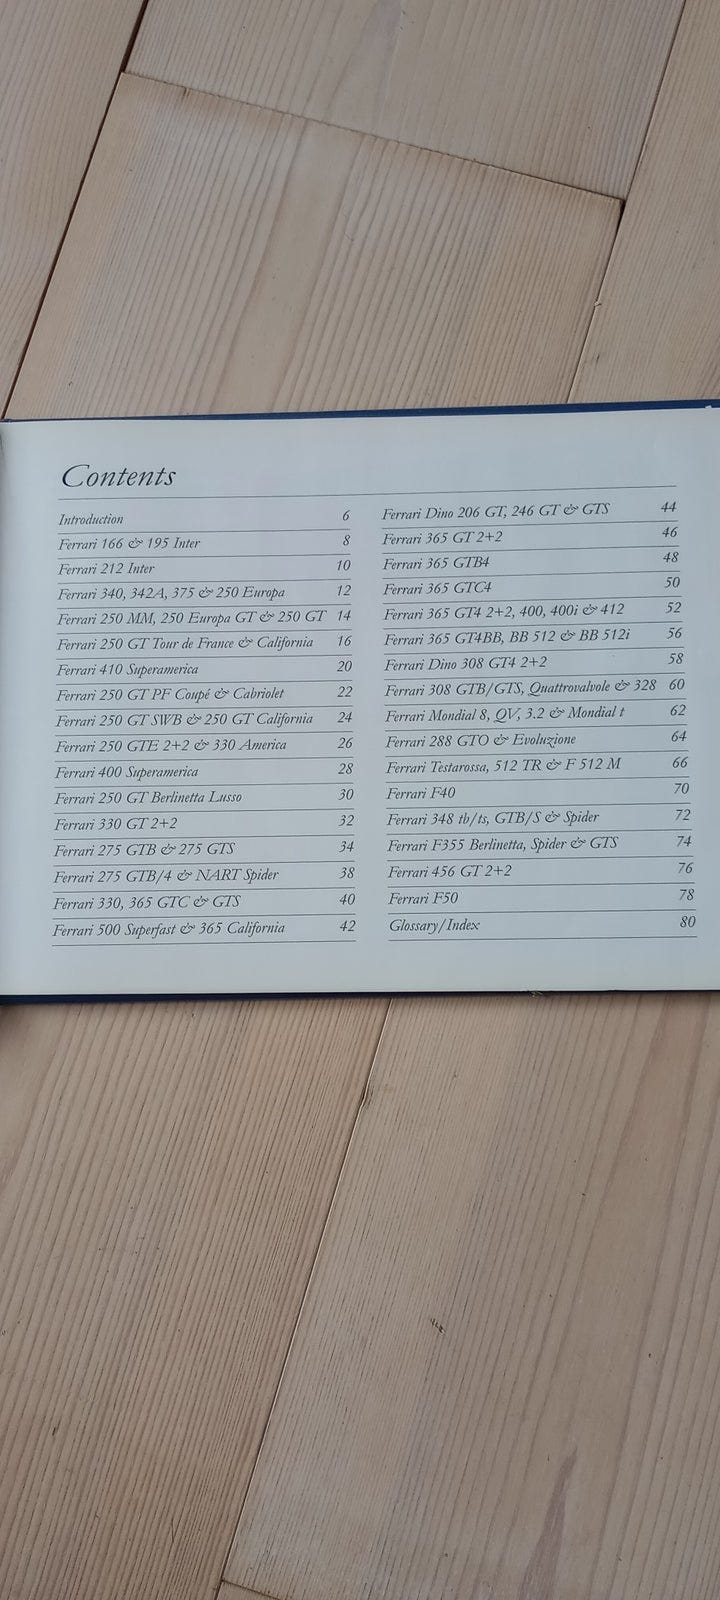 Contents
Introduction 6
Ferrari 166 & 195 Inter 8
Ferrari 212 Inter 10
Ferrari 340, 342A, 375 & 250 Europa 12
Ferrari 250 MM, 250 Europa GT & 250 GT 14
Ferrari 250 GT Tour de France & California 16
Ferrari 410 Superamerica 20
Ferrari 250 GT PF Coupé & Cabriolet 22
Ferrari 250 GT SWB & 250 GT California 24
Ferrari 250 GTE 2+2 & 330 America 26
Ferrari 400 Superamerica 28
Ferrari 250 GT Berlinetta Lusso 30
Ferrari 330 GT 2+2 32
Ferrari 275 GTB & 275 GTS 34
Ferrari 275 GTB/4 & NART Spider 38
Ferrari 330, 365 GTC & GTS 40
Ferrari 500 Superfast & 365 California 42
Ferrari Dino 206 GT, 246 GT & GTS 44
Ferrari 365 GT 2+2 46
Ferrari 365 GTB4 48
Ferrari 365 GTC4 50
Ferrari 365 GT4 2+2, 400, 400i & 412 52
Ferrari 365 GT4BB, BB 512 & BB 512i 56
Ferrari Dino 308 GT4 2+2 58
Ferrari 308 GTB/GTS, Quattrovalvole & 328 60
Ferrari Mondial 8, QV, 3.2 & Mondial t 62
Ferrari 288 GTO & Evoluzione 64
Ferrari Testarossa, 512 TR & F 512 M 66
Ferrari F40 70
Ferrari 348 tb/ts, GTB/S & Spider 72
Ferrari F355 Berlinetta, Spider & GTS 74
Ferrari 456 GT 2+2 76
Ferrari F50 78
Glossary/Index 80